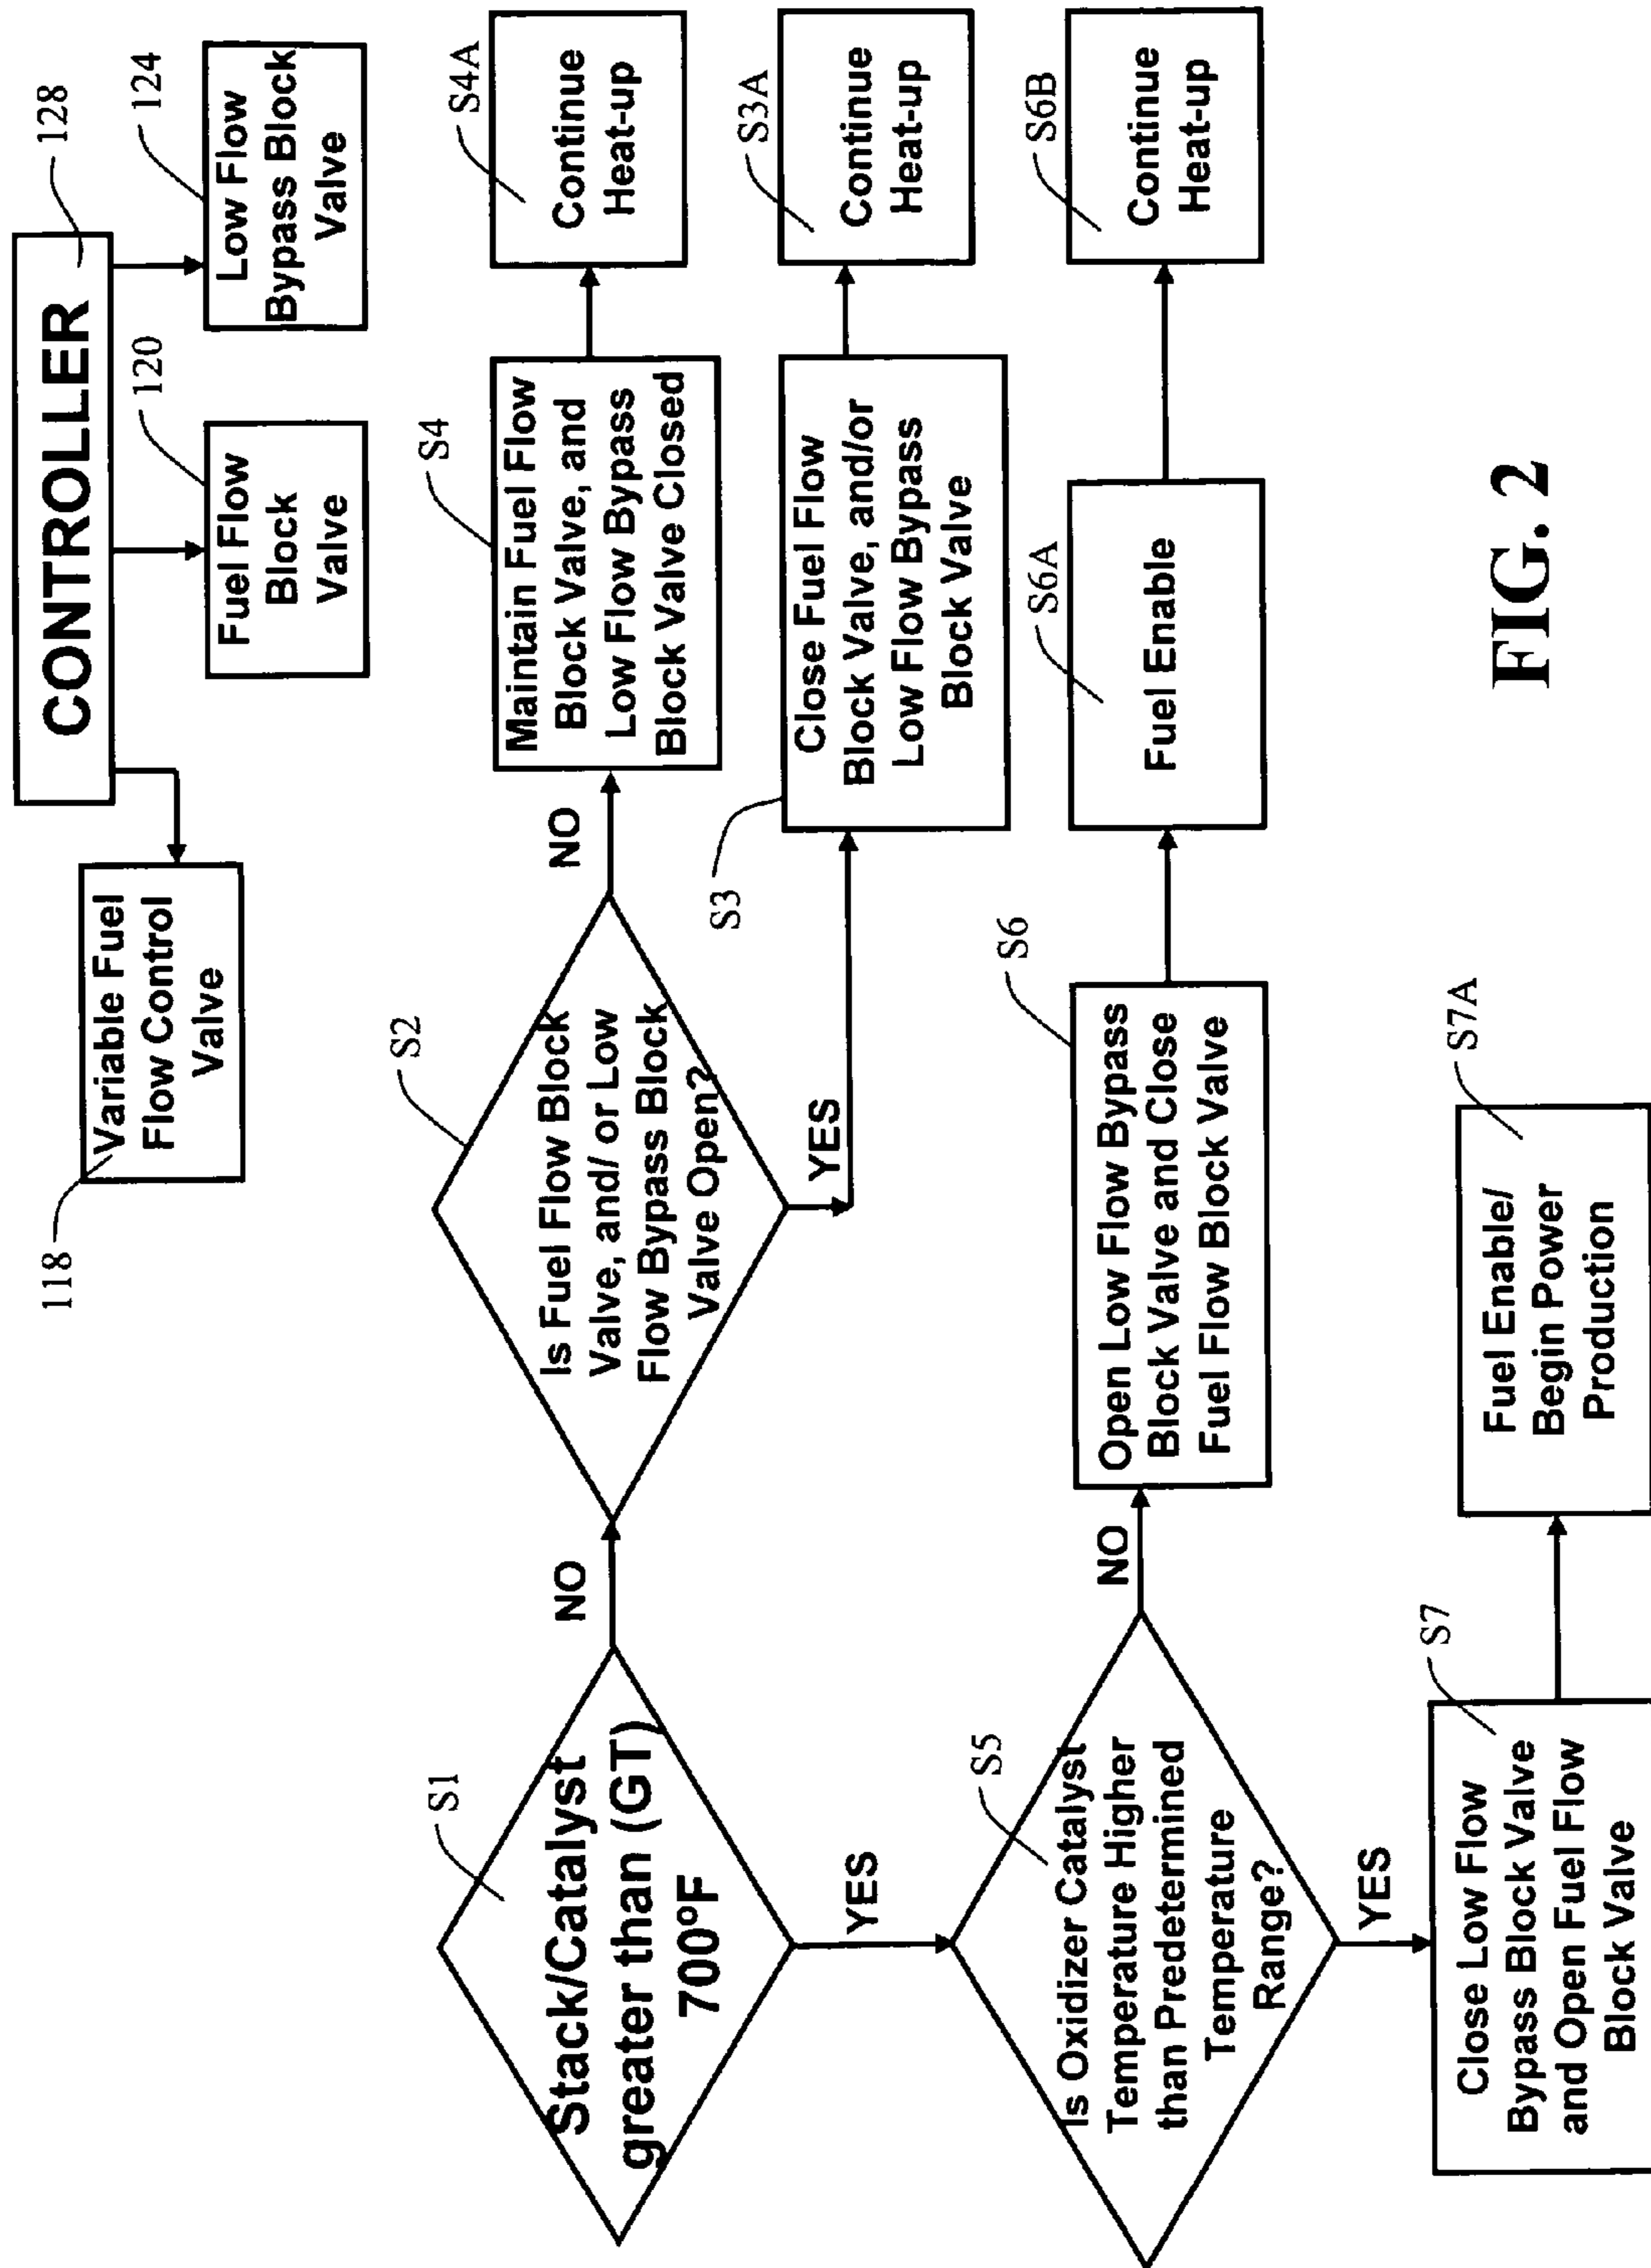 CONTROLLER
128
118
Variable Fuel
Flow Control
Valve
120
Fuel Flow
Block
Valve
124
Low Flow
Bypass Block
Valve
S1
Stack/Catalyst
greater than (GT)
700ºF
NO
S2
Is Fuel Flow Block
Valve, and/ or Low
Flow Bypass Block
Valve Open?
NO
S4
Maintain Fuel Flow
Block Valve, and
Low Flow Bypass
Block Valve Closed
S4A
Continue
Heat-up
YES
S3
Close Fuel Flow
Block Valve, and/or
Low Flow Bypass
Block Valve
S3A
Continue
Heat-up
YES
S5
Is Oxidizer Catalyst
Temperature Higher
than Predetermined
Temperature
Range?
NO
S6
Open Low Flow Bypass
Block Valve and Close
Fuel Flow Block Valve
S6A
Fuel Enable
S6B
Continue
Heat-up
YES
S7
Close Low Flow
Bypass Block Valve
and Open Fuel Flow
Block Valve
S7A
Fuel Enable/
Begin Power
Production
FIG. 2